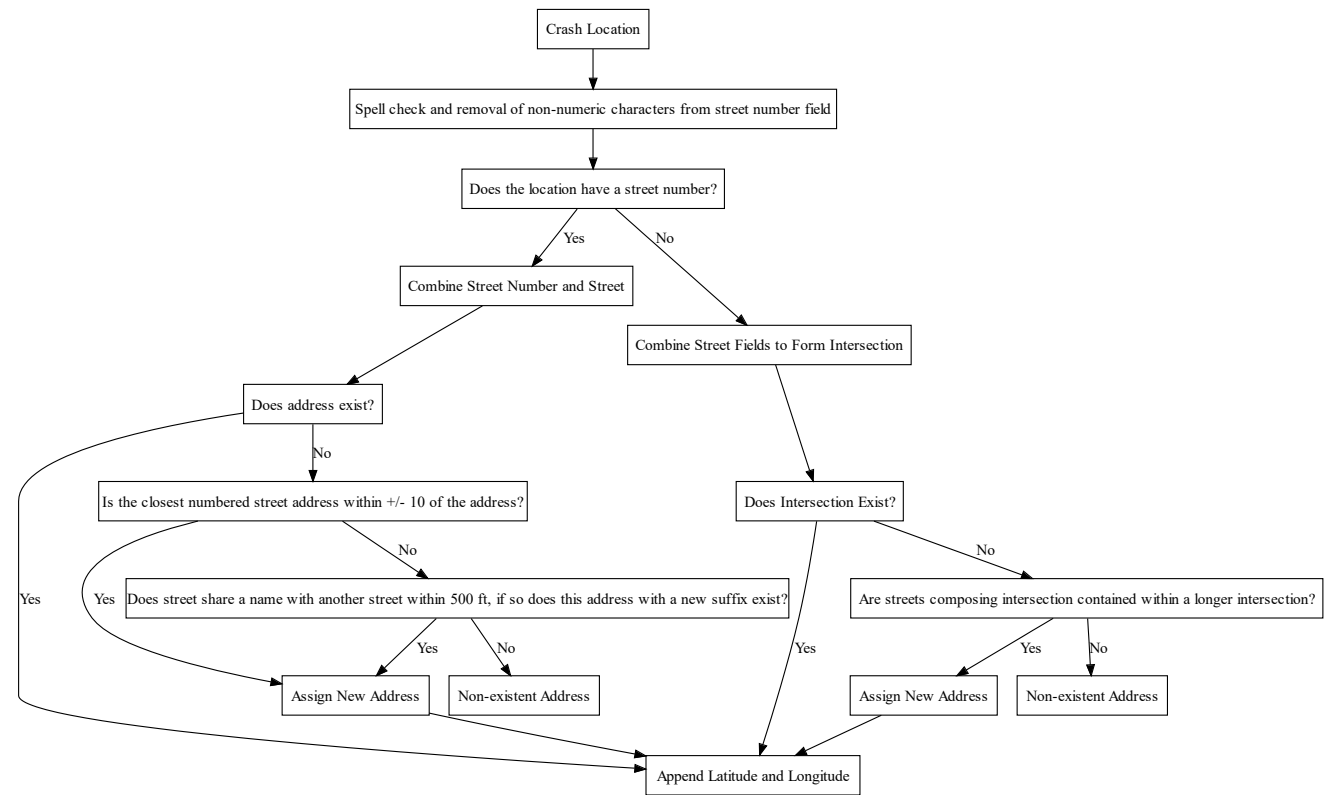 Crash Location
Spell check and removal of non-numeric characters from street number field
Does the location have a street number?
Yes
No
Combine Street Number and Street
Combine Street Fields to Form Intersection
Does address exist?
No
Is the closest numbered street address within +/- 10 of the address?
Does Intersection Exist?
No
No
Yes
Yes
Does street share a name with another street within 500 ft, if so does this address with a new suffix exist?
Are streets composing intersection contained within a longer intersection?
Yes
No
Yes
Yes
No
Assign New Address
Non-existent Address
Assign New Address
Non-existent Address
Append Latitude and Longitude